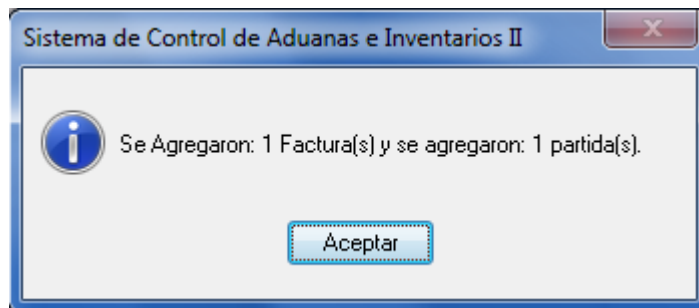 Sistema de Control de Aduanas e Inventarios II
Se Agregaron: 1 Factura(s) y se agregaron: 1 partida(s).
Aceptar